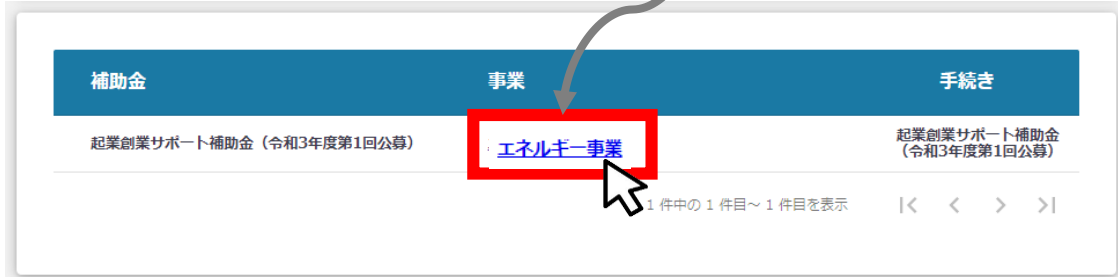 補助金 事業 手続き
起業創業サポート補助金（令和3年度第1回公募） エネルギー事業 起業創業サポート補助金
（令和3年度第1回公募）
1 件中の 1 件目～ 1 件目を表示